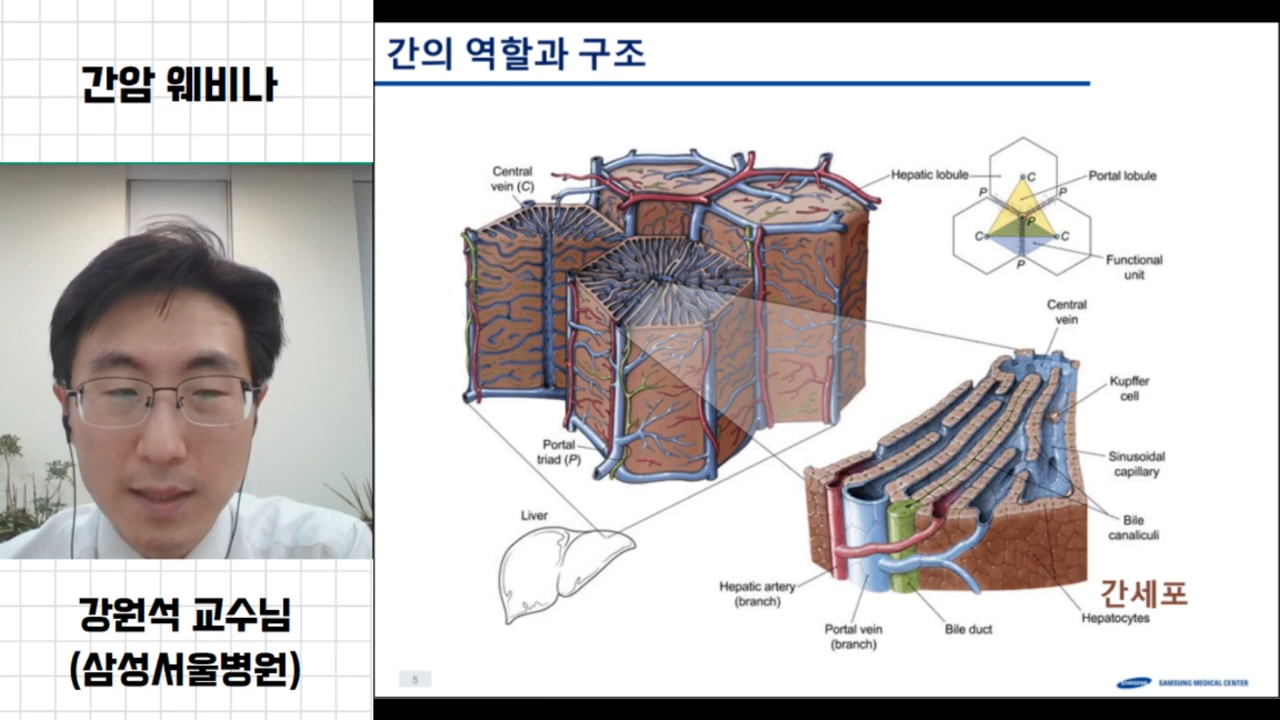 간암 웨비나
강원석 교수님
(삼성서울병원)
간의 역할과 구조
Central
vein (C)
Hepatic lobule
C
Portal lobule
P
P
P
C
C
P
Functional
unit
Central
vein
Kupffer
cell
Sinusoidal
capillary
Bile
canaliculi
Portal
triad (P)
Liver
Hepatic artery
(branch)
Portal vein
(branch)
Bile duct
간세포
Hepatocytes
5
SAMSUNG
SAMSUNG MEDICAL CENTER